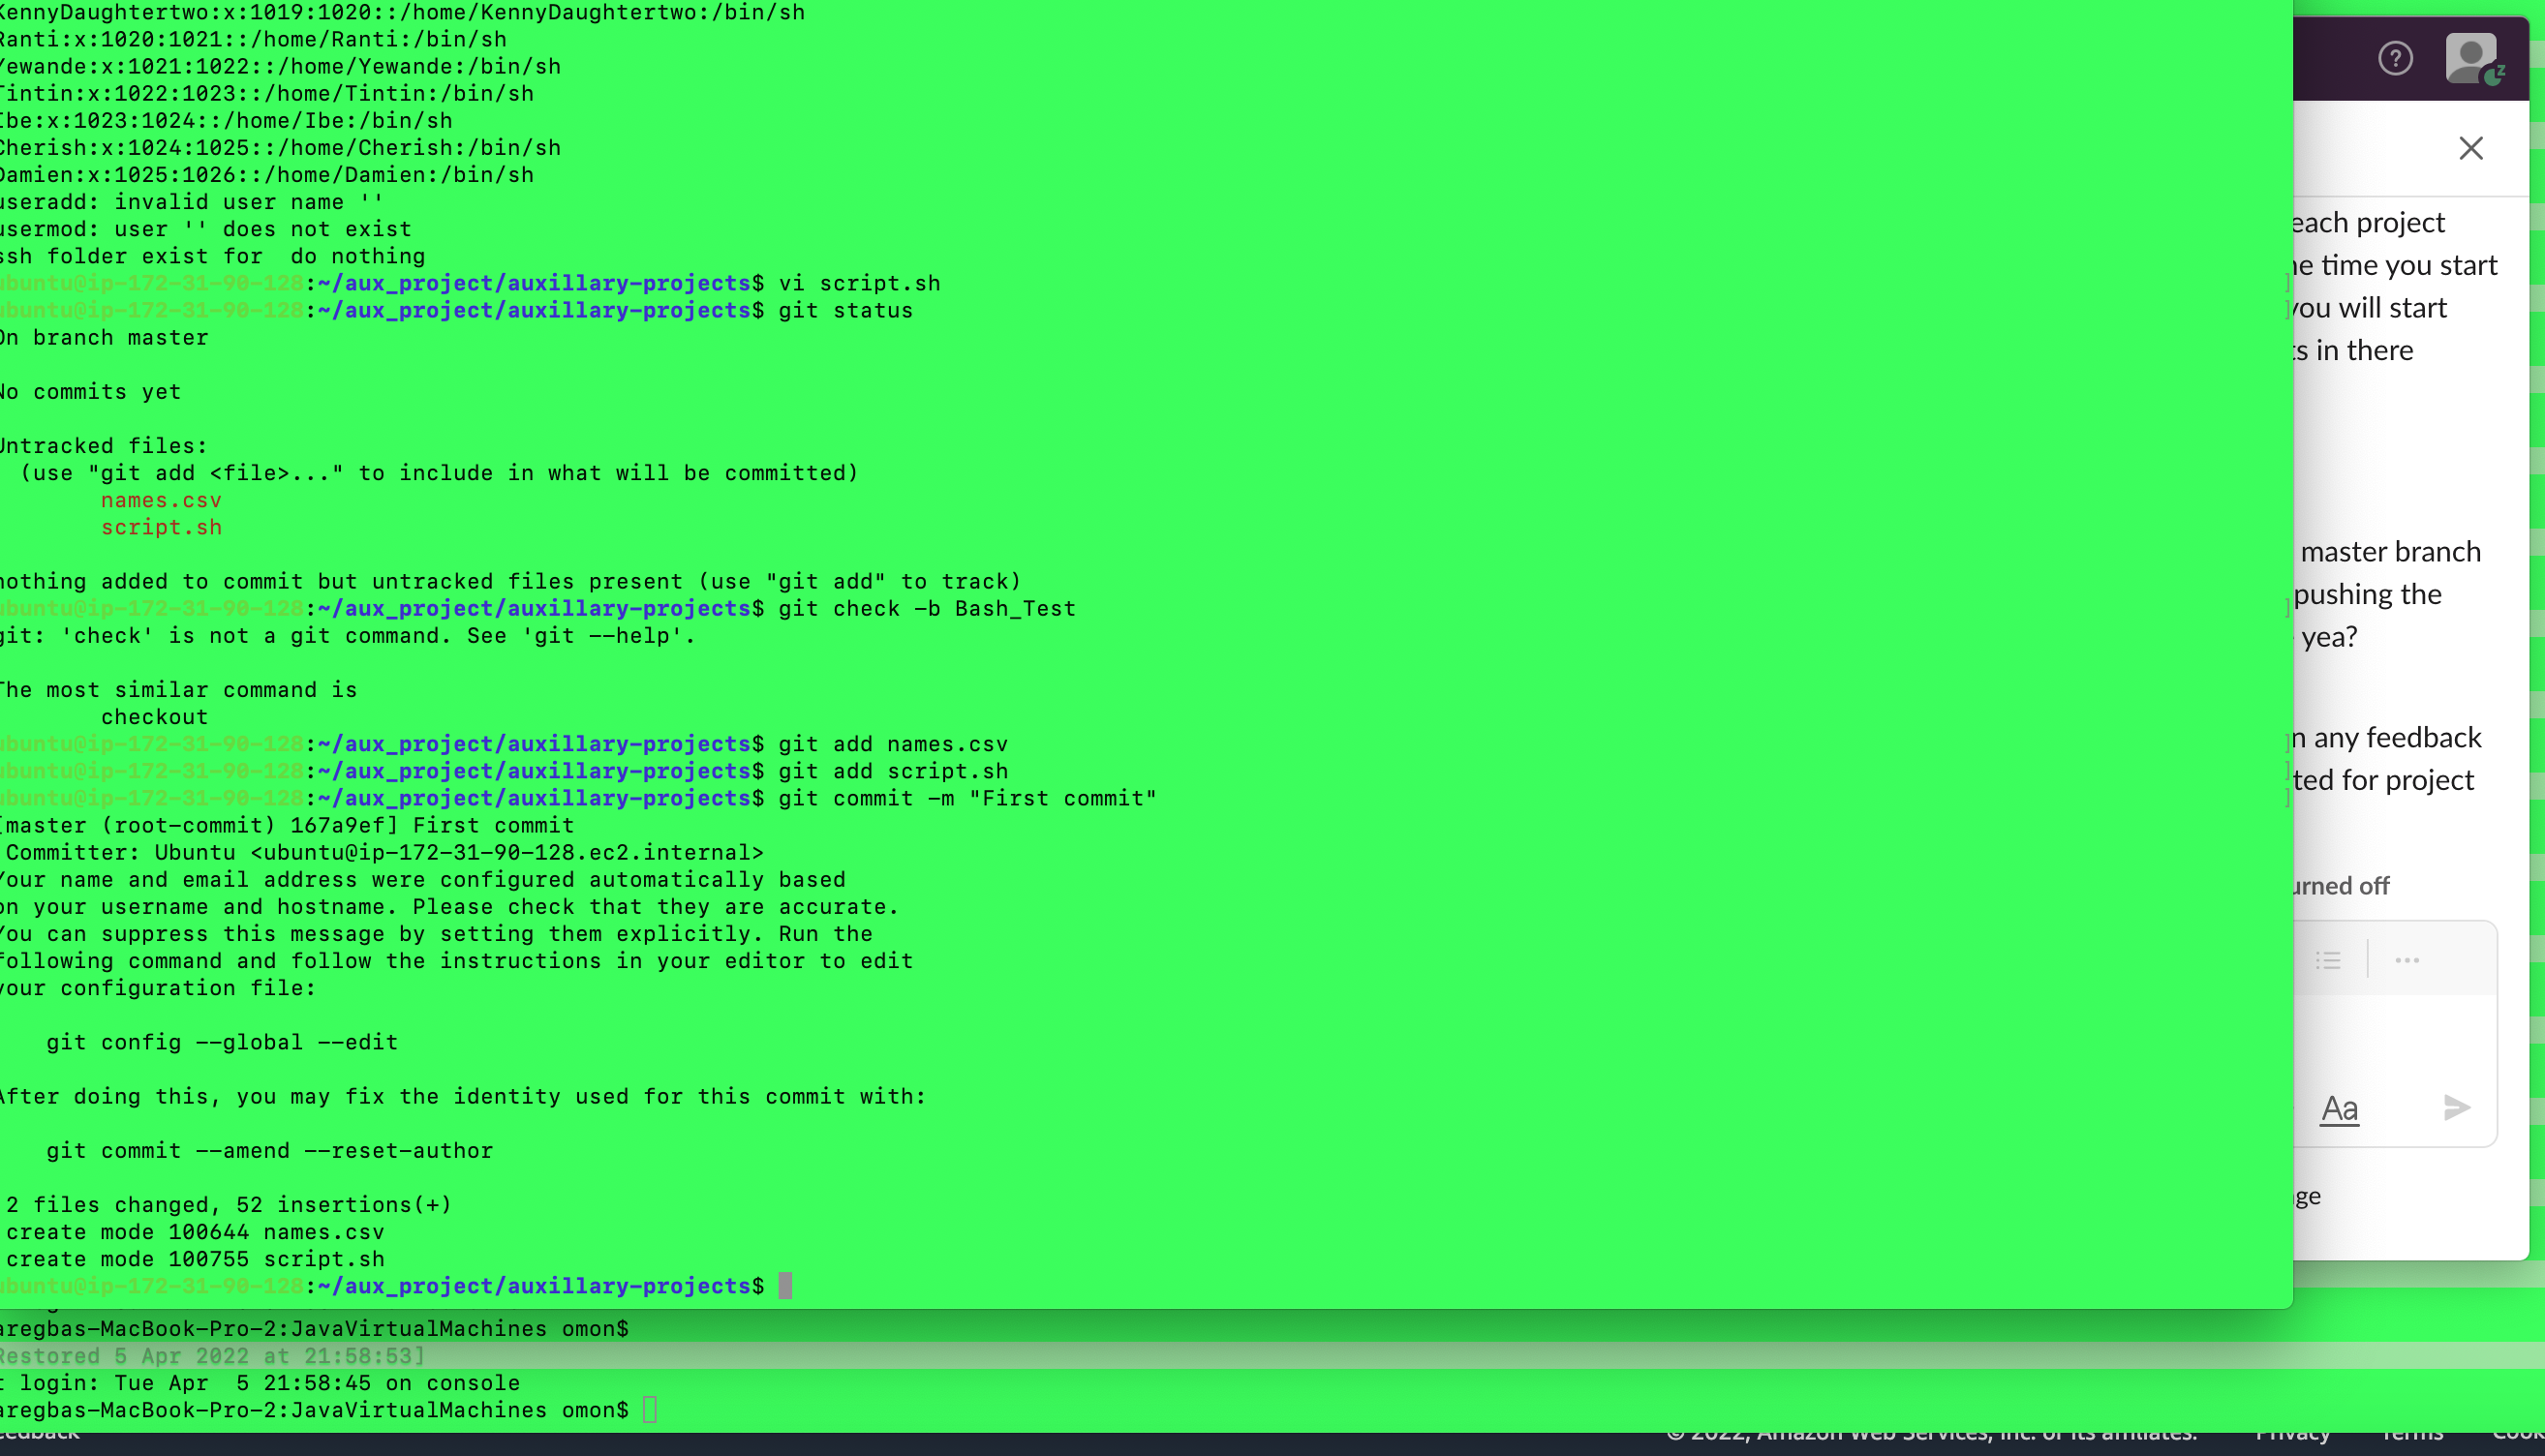 KennyDaughtertwo:x:1019:1020::/home/KennyDaughtertwo:/bin/sh
Ranti:x:1020:1021::/home/Ranti:/bin/sh
Yewande:x:1021:1022::/home/Yewande:/bin/sh
Tintin:x:1022:1023::/home/Tintin:/bin/sh
Ibe:x:1023:1024::/home/Ibe:/bin/sh
Cherish:x:1024:1025::/home/Cherish:/bin/sh
Damien:x:1025:1026::/home/Damien:/bin/sh
useradd: invalid user name ''
usermod: user '' does not exist
ssh folder exist for  do nothing
ubuntu@ip-172-31-90-128:~/aux_project/auxillary-projects$ vi script.sh
ubuntu@ip-172-31-90-128:~/aux_project/auxillary-projects$ git status
On branch master
No commits yet
Untracked files:
(use "git add <file>..." to include in what will be committed)
names.csv
script.sh
nothing added to commit but untracked files present (use "git add" to track)
ubuntu@ip-172-31-90-128:~/aux_project/auxillary-projects$ git check -b Bash_Test
git: 'check' is not a git command. See 'git --help'.
The most similar command is
checkout
ubuntu@ip-172-31-90-128:~/aux_project/auxillary-projects$ git add names.csv
ubuntu@ip-172-31-90-128:~/aux_project/auxillary-projects$ git add script.sh
ubuntu@ip-172-31-90-128:~/aux_project/auxillary-projects$ git commit -m "First commit"
[master (root-commit) 167a9ef] First commit
Committer: Ubuntu <ubuntu@ip-172-31-90-128.ec2.internal>
Your name and email address were configured automatically based
on your username and hostname. Please check that they are accurate.
You can suppress this message by setting them explicitly. Run the
following command and follow the instructions in your editor to edit
your configuration file:
git config --global --edit
After doing this, you may fix the identity used for this commit with:
git commit --amend --reset-author
2 files changed, 52 insertions(+)
create mode 100644 names.csv
create mode 100755 script.sh
ubuntu@ip-172-31-90-128:~/aux_project/auxillary-projects$
aregbas-MacBook-Pro-2:JavaVirtualMachines omon$
Restored 5 Apr 2022 at 21:58:53]
t login: Tue Apr  5 21:58:45 on console
aregbas-MacBook-Pro-2:JavaVirtualMachines omon$
each project
time you start
you will start
in there
master branch
pushing the
yea?
any feedback
for project
off
Aa
© 2022, Amazon Web Services, Inc. or its affiliates. Privacy Terms